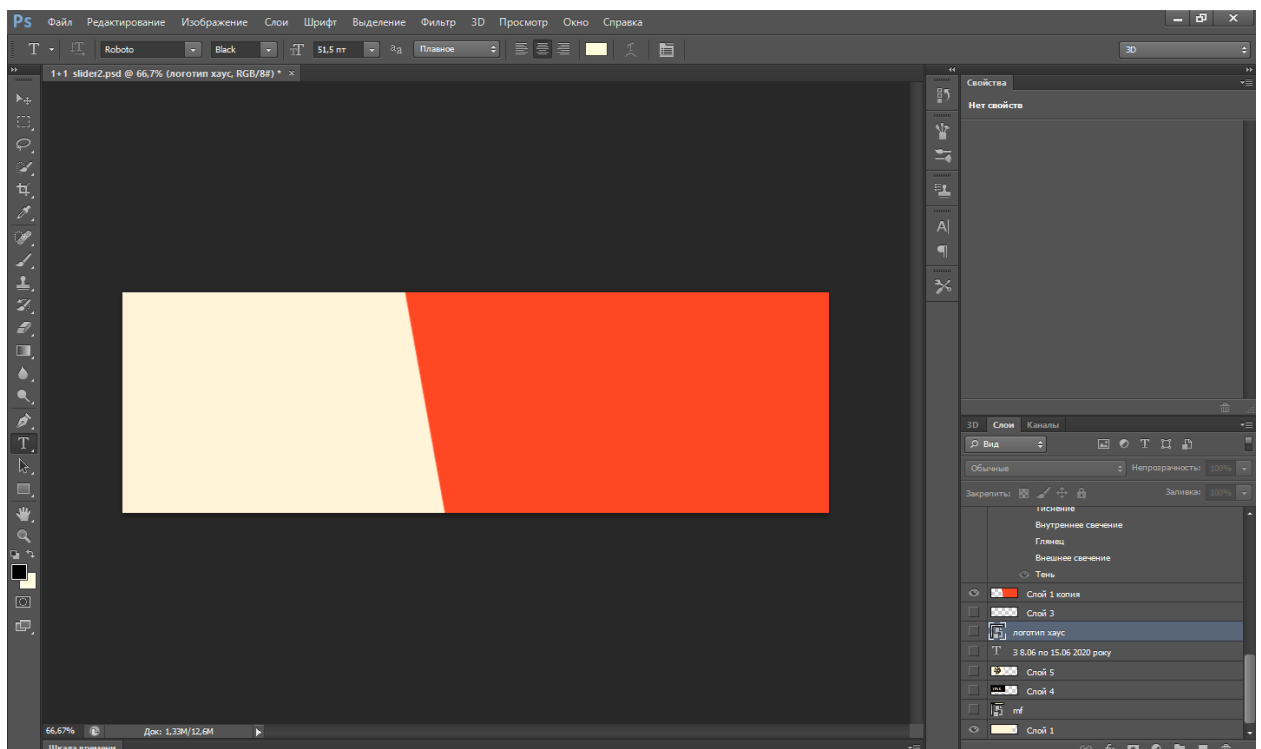 Ps Файл Редактирование Изображение Слои Шрифт Выделение Фильтр 3D Просмотр Окно Справка
T Roboto Black T 51,5 пт aа Плавное 3D
1+1 slider2.psd @ 66,7% (логотип хаус, RGB/8#) * ×
Свойства
Нет свойств
3D Слои Каналы
Вид
Обычные Непрозрачность: 100%
Закрепить: Заливка: 100%
Тиснение
Внутреннее свечение
Глянец
Внешнее свечение
Тень
Слой 1 копия
Слой 3
логотип хаус
T З 8.06 по 15.06 2020 року
Слой 5
Слой 4
mf
Слой 1
66,67% Док: 1,33M/12,6M
Шкала времени